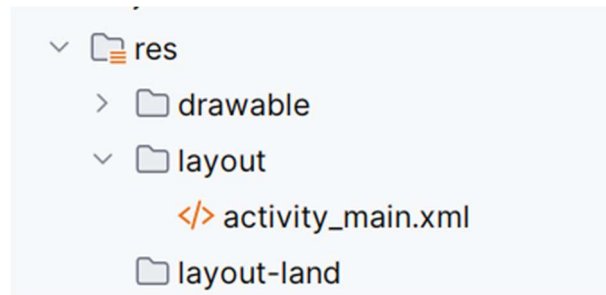 res
drawable
layout
</> activity_main.xml
layout-land